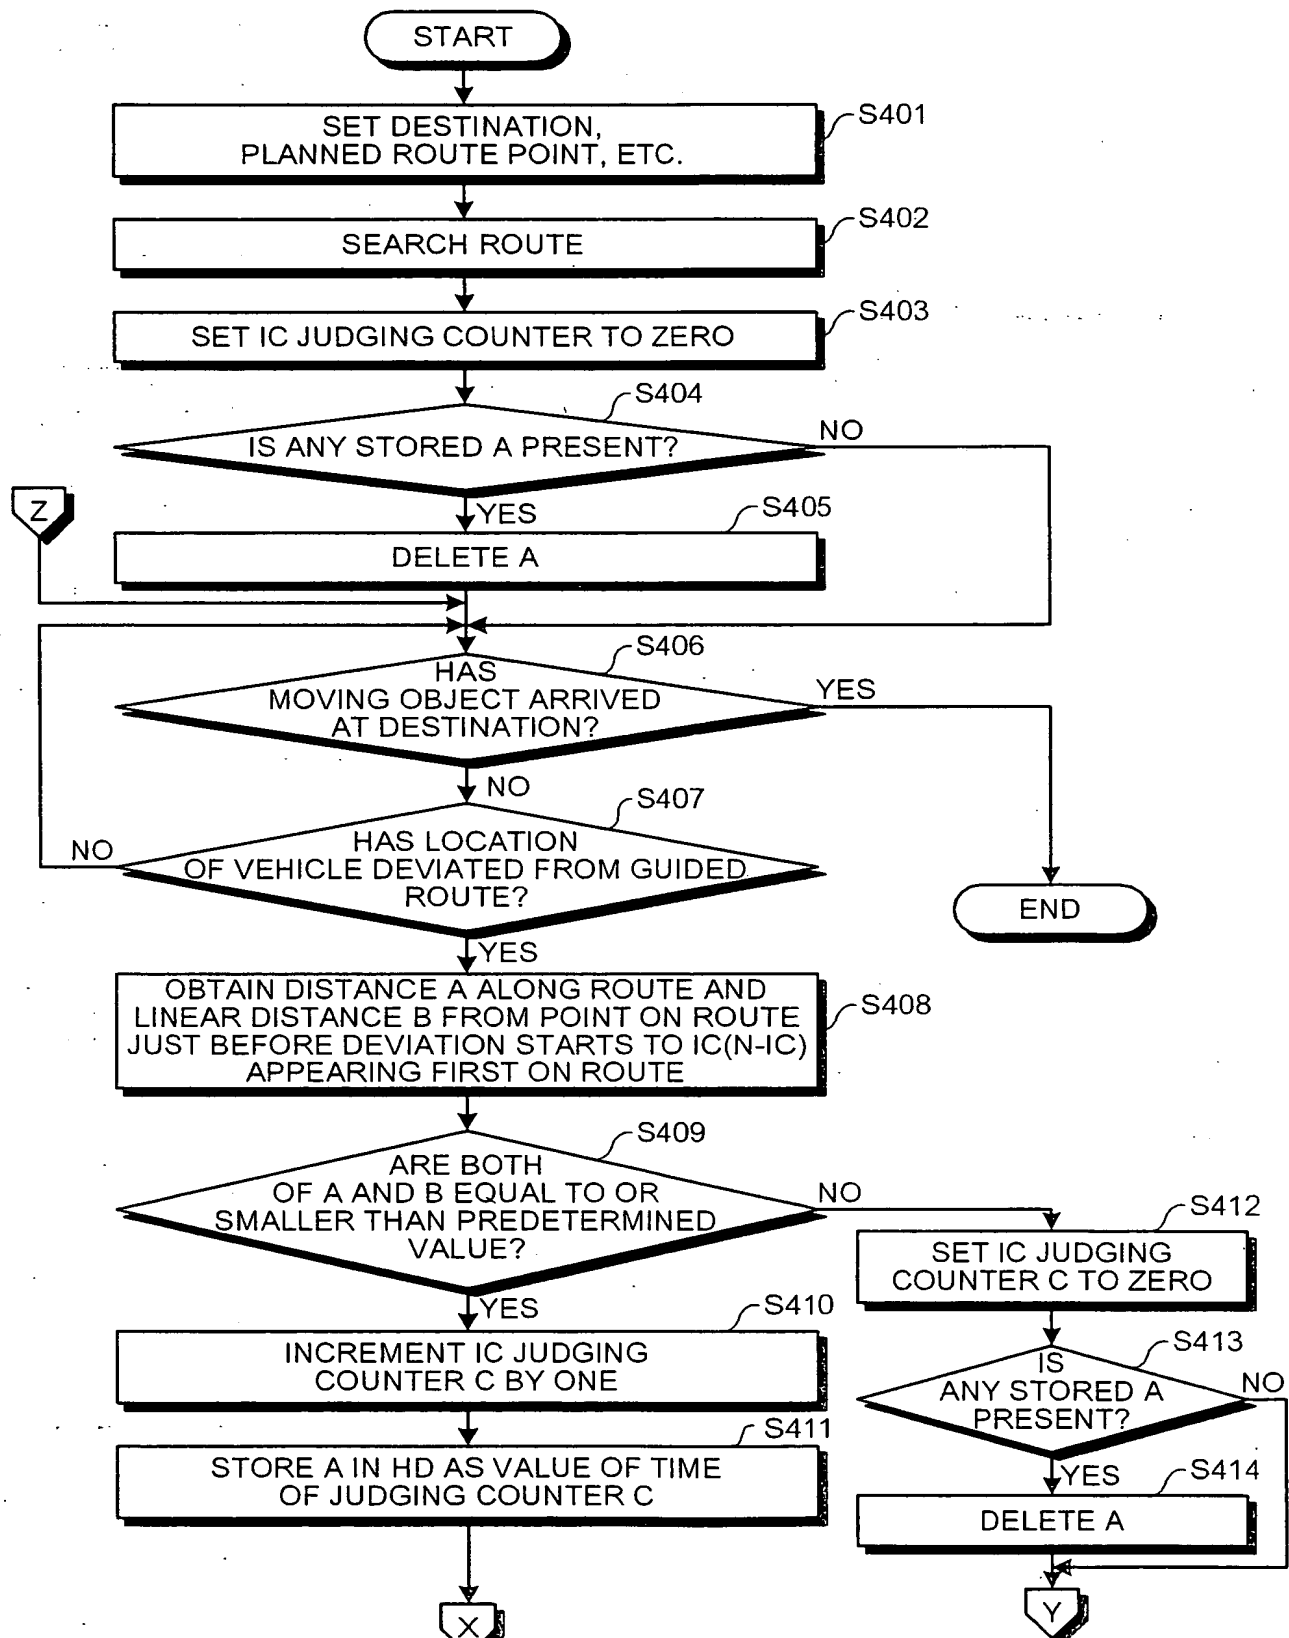 START
S401
SET DESTINATION,
PLANNED ROUTE POINT, ETC.
S402
SEARCH ROUTE
S403
SET IC JUDGING COUNTER TO ZERO
S404
IS ANY STORED A PRESENT?
NO
Z
YES
S405
DELETE A
S406
HAS
MOVING OBJECT ARRIVED
AT DESTINATION?
YES
NO
S407
HAS LOCATION
OF VEHICLE DEVIATED FROM GUIDED
ROUTE?
NO
END
YES
OBTAIN DISTANCE A ALONG ROUTE AND
LINEAR DISTANCE B FROM POINT ON ROUTE
JUST BEFORE DEVIATION STARTS TO IC(N-IC)
APPEARING FIRST ON ROUTE
S408
S409
ARE BOTH
OF A AND B EQUAL TO OR
SMALLER THAN PREDETERMINED
VALUE?
NO
S412
SET IC JUDGING
COUNTER C TO ZERO
YES
S410
INCREMENT IC JUDGING
COUNTER C BY ONE
S413
IS
ANY STORED A
PRESENT?
NO
S411
STORE A IN HD AS VALUE OF TIME
OF JUDGING COUNTER C
YES
S414
DELETE A
X
Y